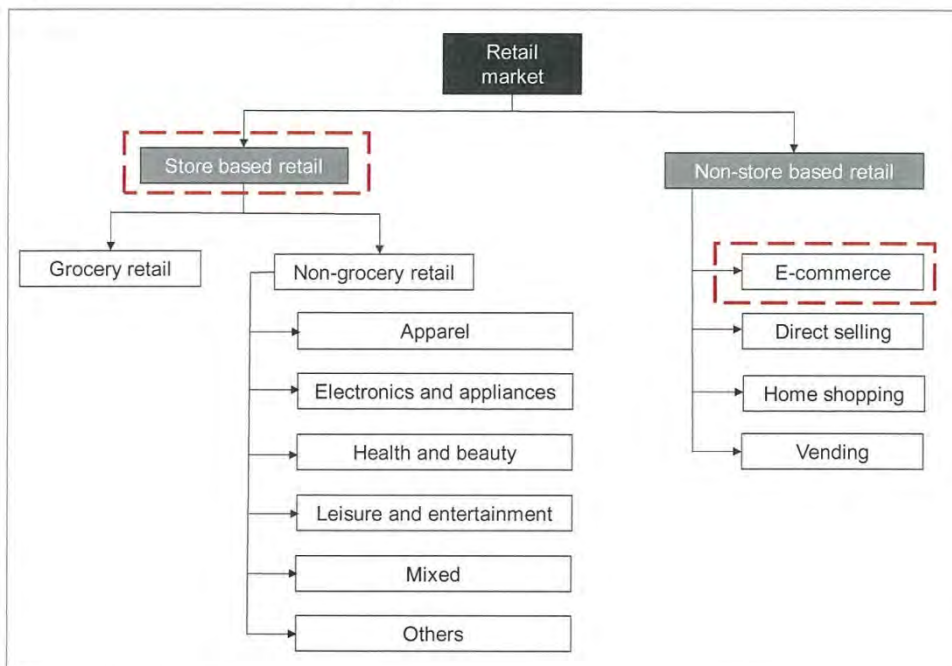 Retail
market
Store based retail
Non-store based retail
Grocery retail
Non-grocery retail
Apparel
Electronics and appliances
Health and beauty
Leisure and entertainment
Mixed
Others
E-commerce
Direct selling
Home shopping
Vending